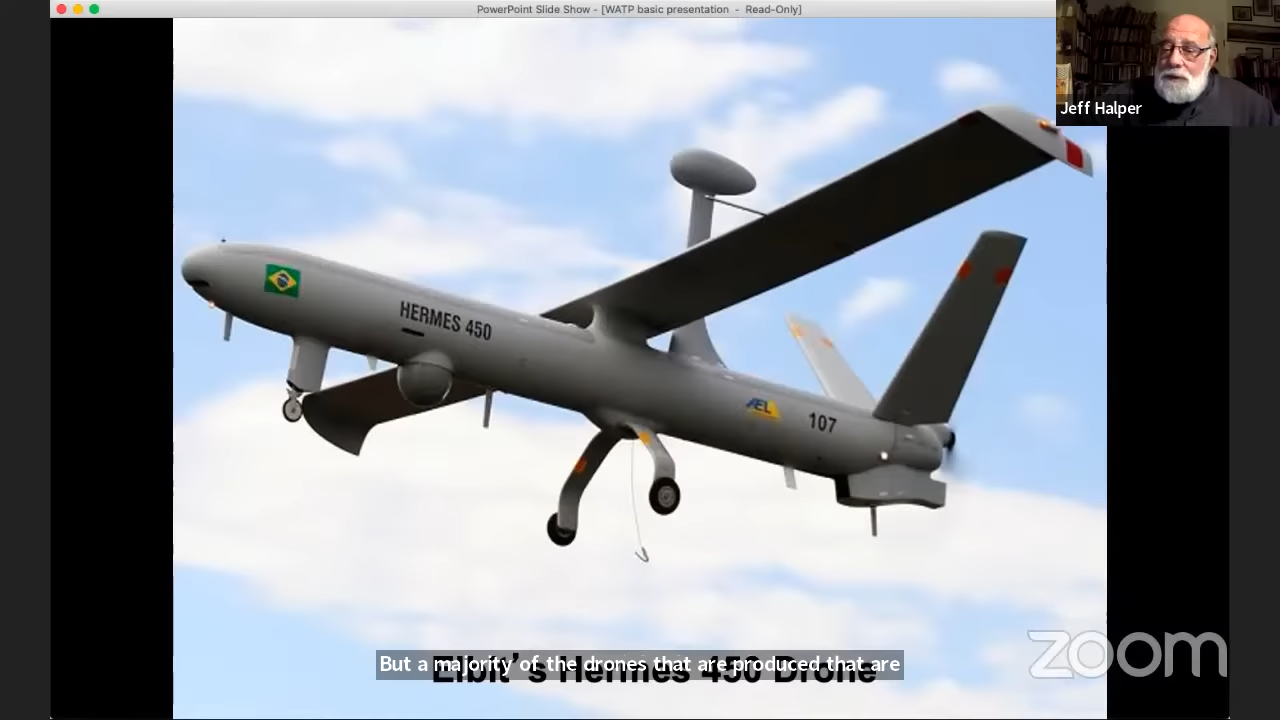 PowerPoint Slide Show - [WATP basic presentation - Read-Only]
Jeff Halper
HERMES 450
AEL
107
But a majority of the drones that are produced that are
Elbit's Hermes 450 Drone
zoom